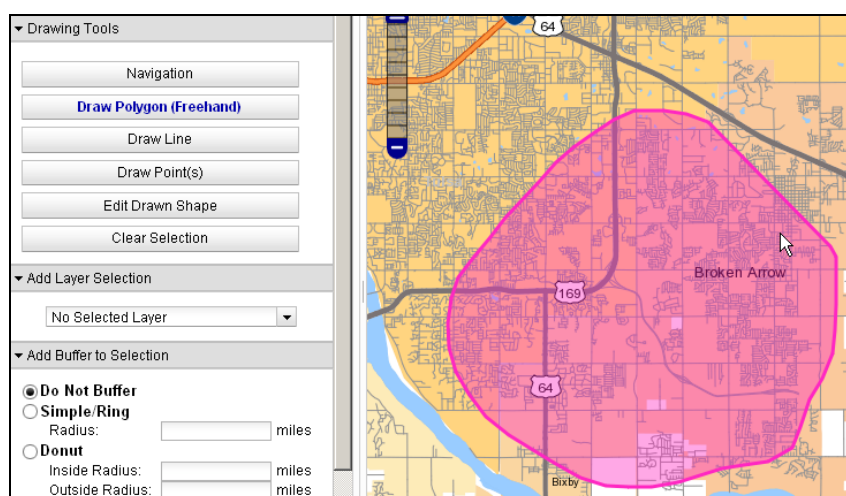 Drawing Tools
Navigation
Draw Polygon (Freehand)
Draw Line
Draw Point(s)
Edit Drawn Shape
Clear Selection
Add Layer Selection
No Selected Layer
Add Buffer to Selection
Do Not Buffer
Simple/Ring
Radius: miles
Donut
Inside Radius: miles
Outside Radius: miles
64
Broken Arrow
169
64
Bixby